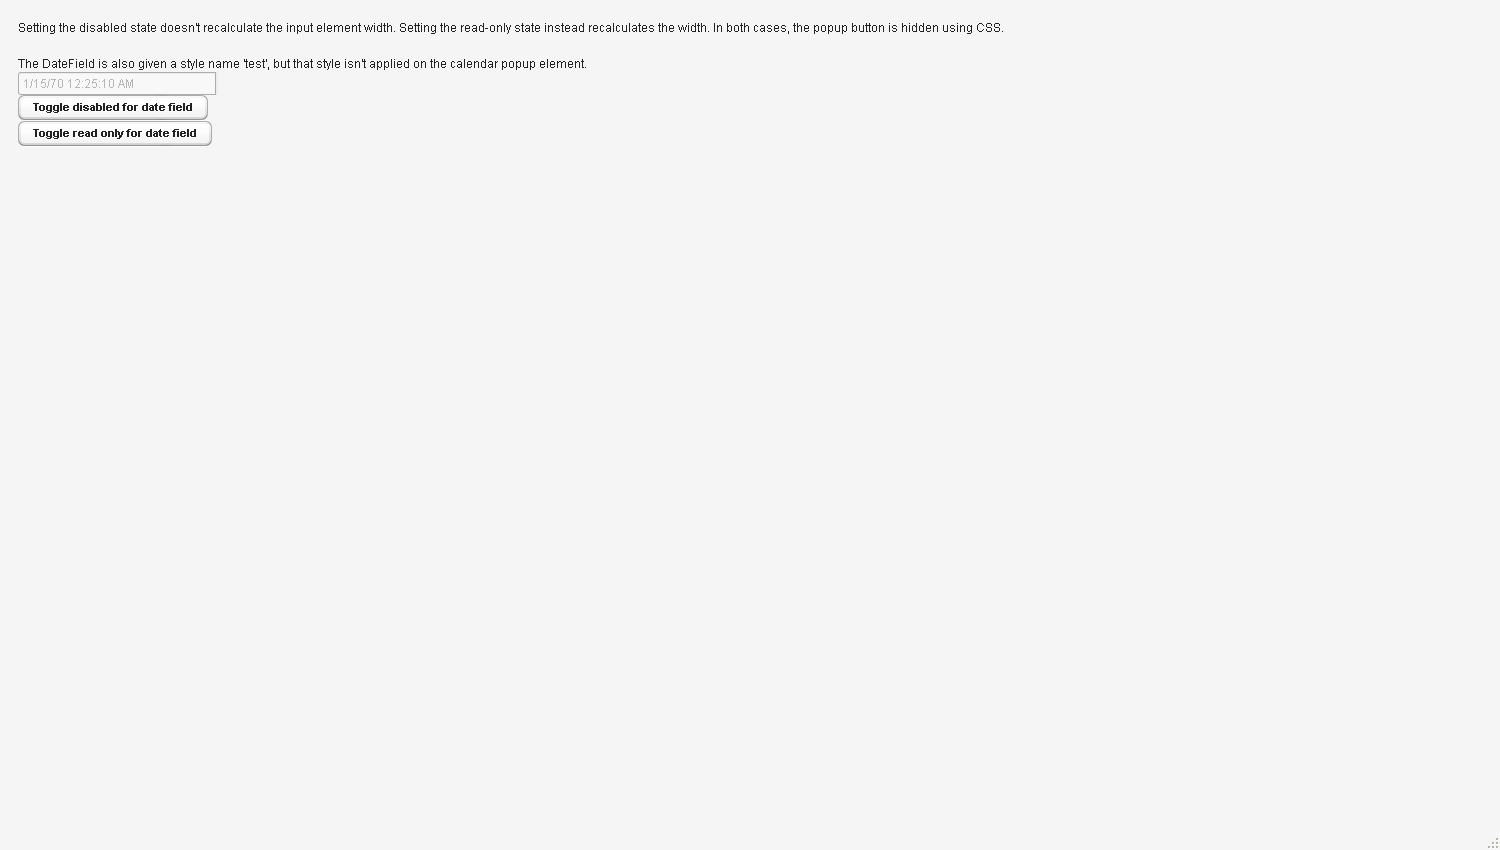 Setting the disabled state doesn't recalculate the input element width. Setting the read-only state instead recalculates the width. In both cases, the popup button is hidden using CSS.
The DateField is also given a style name 'test', but that style isn't applied on the calendar popup element.
1/15/70 12:25:10 AM
Toggle disabled for date field
Toggle read only for date field